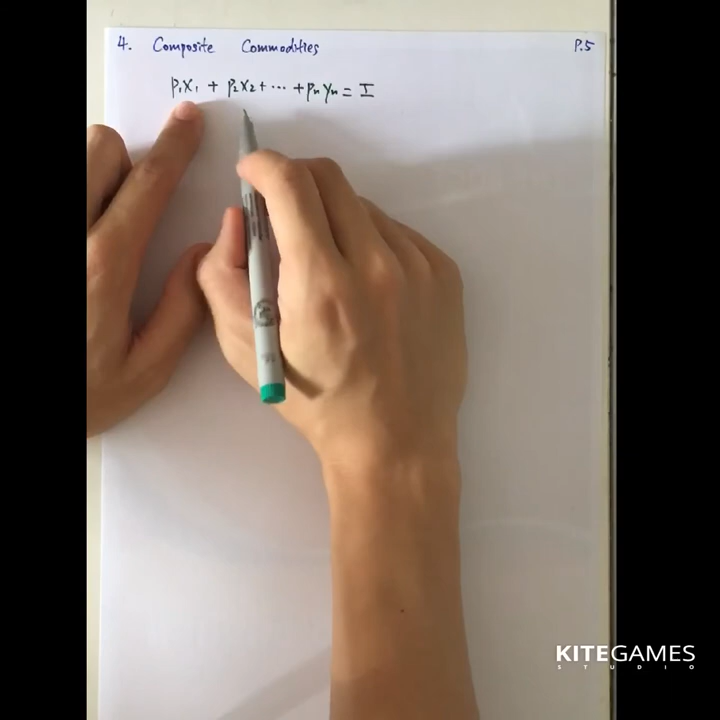 4. Composite Commodities P.5
P₁X₁ + P₂X₂ + ... + Pₙyₙ = I
KITEGAMES
STUDIO